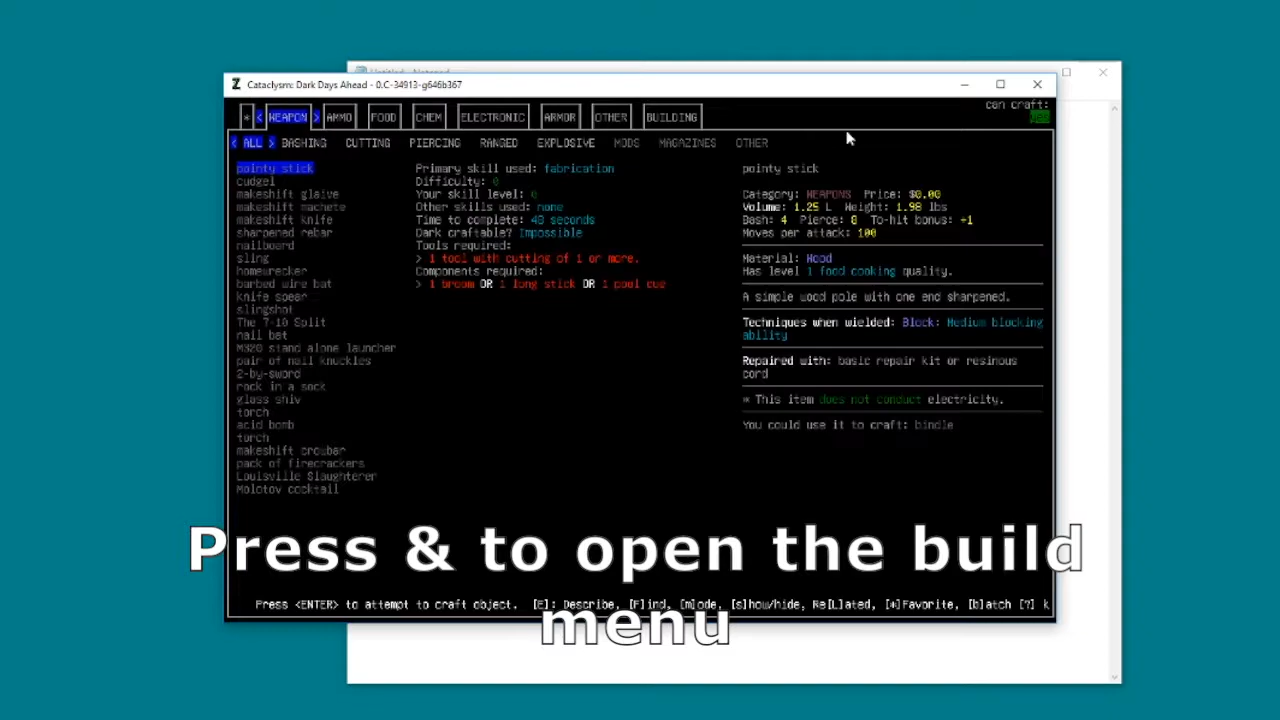 Untitled - Notepad
Cataclysm: Dark Days Ahead - 0.C-34913-g646b367
can craft:
* < WEAPON > AMMO FOOD CHEM ELECTRONIC ARMOR OTHER BUILDING
< ALL > BASHING CUTTING PIERCING RANGED EXPLOSIVE MODS MAGAZINES OTHER
pointy stick
cudgel
makeshift glaive
makeshift machete
makeshift knife
sharpened rebar
nailboard
sling
homewrecker
barbed wire bat
knife spear
slingshot
The 7-10 Split
nail bat
M320 stand alone launcher
pair of nail knuckles
2-by-sword
rock in a sock
glass shiv
torch
acid bomb
torch
makeshift crowbar
pack of firecrackers
Louisville Slaughterer
Molotov cocktail
Primary skill used: fabrication
Difficulty: 0
Your skill level: 0
Other skills used: none
Time to complete: 48 seconds
Dark craftable? Impossible
Tools required:
> 1 tool with cutting of 1 or more.
Components required:
> 1 broom OR 1 long stick OR 1 pool cue
pointy stick
Category: WEAPONS Price: $0.00
Volume: 1.25 L Weight: 1.98 lbs
Bash: 4 Pierce: 8 To-hit bonus: +1
Moves per attack: 100
Material: Wood
Has level 1 food cooking quality.
A simple wood pole with one end sharpened.
Techniques when wielded: Block: Medium blocking
ability
Repaired with: basic repair kit or resinous
cord
* This item does not conduct electricity.
You could use it to craft: bindle
Press & to open the build
menu
Press <ENTER> to attempt to craft object. [E]: Describe, [F]ind, [m]ode, [s]how/hide, Re[L]ated, [*]Favorite, [b]atch [?] k